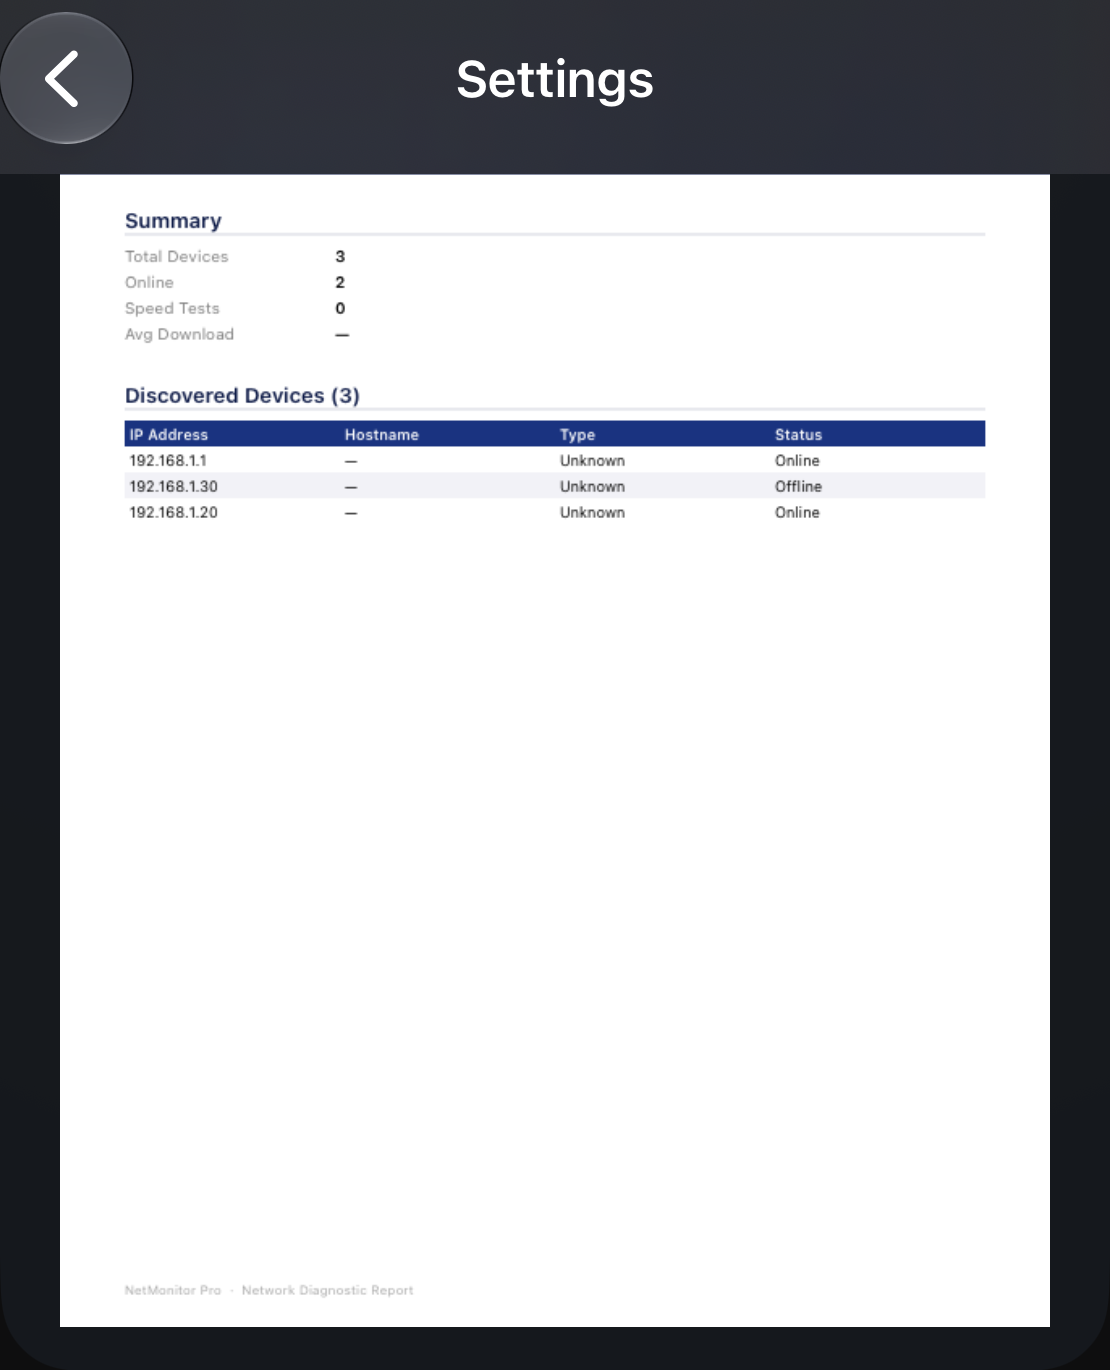 Settings
Summary
Total Devices 3
Online 2
Speed Tests 0
Avg Download —
Discovered Devices (3)
IP Address Hostname Type Status
192.168.1.1 — Unknown Online
192.168.1.30 — Unknown Offline
192.168.1.20 — Unknown Online
NetMonitor Pro · Network Diagnostic Report